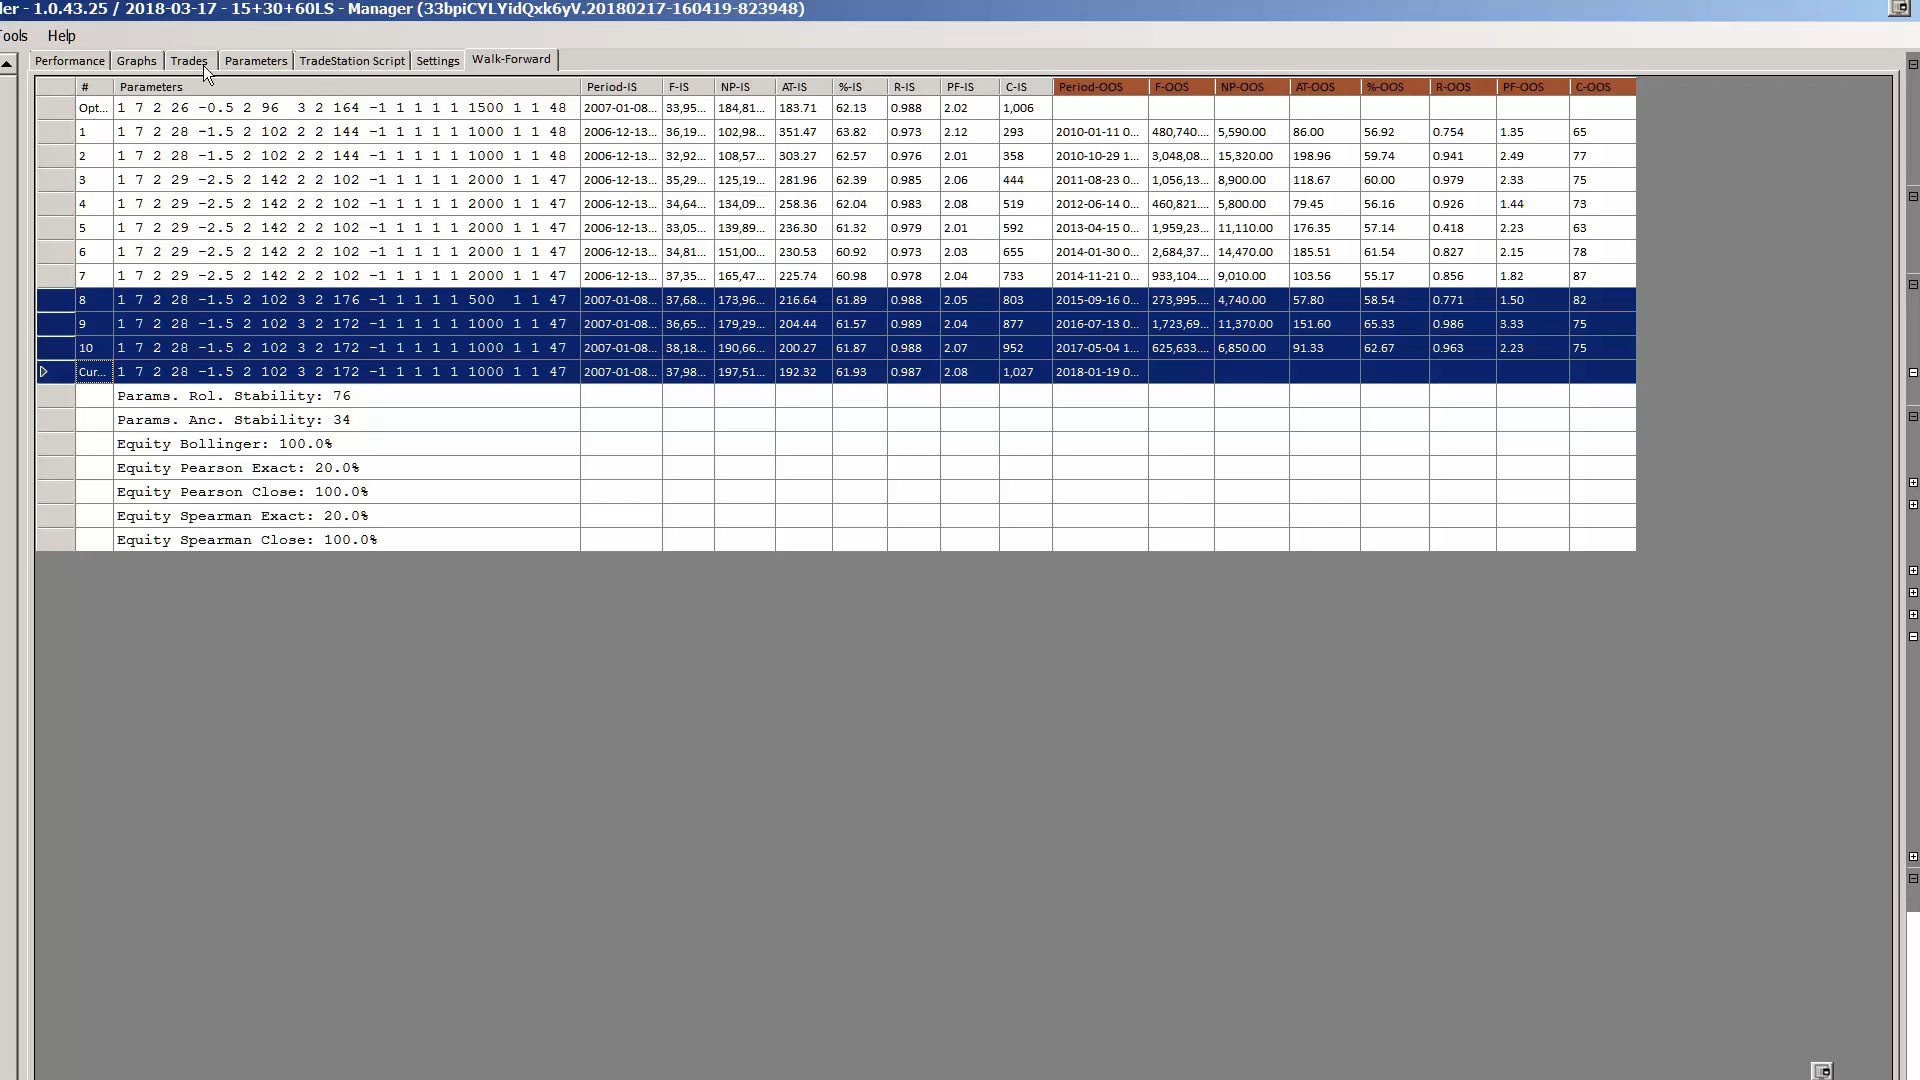 der - 1.0.43.25 / 2018-03-17 - 15+30+60LS - Manager (33bpiCYLYidQxk6yV.20180217-160419-823948)
Tools Help
Performance Graphs Trades Parameters TradeStation Script Settings Walk-Forward
# Parameters Period-IS F-IS NP-IS AT-IS %-IS R-IS PF-IS C-IS Period-OOS F-OOS NP-OOS AT-OOS %-OOS R-OOS PF-OOS C-OOS
Opt... 1 7 2 26 -0.5 2 96 3 2 164 -1 1 1 1 1 1500 1 1 48 2007-01-08... 33,95... 184,81... 183.71 62.13 0.988 2.02 1,006
1 1 7 2 28 -1.5 2 102 2 2 144 -1 1 1 1 1 1000 1 1 48 2006-12-13... 36,19... 102,98... 351.47 63.82 0.973 2.12 293 2010-01-11 0... 480,740.... 5,590.00 86.00 56.92 0.754 1.35 65
2 1 7 2 28 -1.5 2 102 2 2 144 -1 1 1 1 1 1000 1 1 48 2006-12-13... 32,92... 108,57... 303.27 62.57 0.976 2.01 358 2010-10-29 1... 3,048,08... 15,320.00 198.96 59.74 0.941 2.49 77
3 1 7 2 29 -2.5 2 142 2 2 102 -1 1 1 1 1 2000 1 1 47 2006-12-13... 35,29... 125,19... 281.96 62.39 0.985 2.06 444 2011-08-23 0... 1,056,13... 8,900.00 118.67 60.00 0.979 2.33 75
4 1 7 2 29 -2.5 2 142 2 2 102 -1 1 1 1 1 2000 1 1 47 2006-12-13... 34,64... 134,09... 258.36 62.04 0.983 2.08 519 2012-06-14 0... 460,821.... 5,800.00 79.45 56.16 0.926 1.44 73
5 1 7 2 29 -2.5 2 142 2 2 102 -1 1 1 1 1 2000 1 1 47 2006-12-13... 33,05... 139,89... 236.30 61.32 0.979 2.01 592 2013-04-15 0... 1,959,23... 11,110.00 176.35 57.14 0.418 2.23 63
6 1 7 2 29 -2.5 2 142 2 2 102 -1 1 1 1 1 2000 1 1 47 2006-12-13... 34,81... 151,00... 230.53 60.92 0.977 2.03 655 2014-01-30 0... 2,684,37... 14,470.00 185.51 61.54 0.827 2.15 78
7 1 7 2 29 -2.5 2 142 2 2 102 -1 1 1 1 1 2000 1 1 47 2006-12-13... 37,35... 165,47... 225.74 60.98 0.978 2.04 733 2014-11-21 0... 933,104.... 9,010.00 103.56 55.17 0.856 1.82 87
8 1 7 2 28 -1.5 2 102 3 2 176 -1 1 1 1 1 500 1 1 47 2007-01-08... 37,68... 173,96... 216.64 61.89 0.988 2.05 803 2015-09-16 0... 273,995.... 4,740.00 57.80 58.54 0.771 1.50 82
9 1 7 2 28 -1.5 2 102 3 2 172 -1 1 1 1 1 1000 1 1 47 2007-01-08... 36,65... 179,29... 204.44 61.57 0.989 2.04 877 2016-07-13 0... 1,723,69... 11,370.00 151.60 65.33 0.986 3.33 75
10 1 7 2 28 -1.5 2 102 3 2 172 -1 1 1 1 1 1000 1 1 47 2007-01-08... 38,18... 190,66... 200.27 61.87 0.988 2.07 952 2017-05-04 1... 625,633.... 6,850.00 91.33 62.67 0.963 2.23 75
Cur... 1 7 2 28 -1.5 2 102 3 2 172 -1 1 1 1 1 1000 1 1 47 2007-01-08... 37,98... 197,51... 192.32 61.93 0.987 2.08 1,027 2018-01-19 0...
Params. Rol. Stability: 76
Params. Anc. Stability: 34
Equity Bollinger: 100.0%
Equity Pearson Exact: 20.0%
Equity Pearson Close: 100.0%
Equity Spearman Exact: 20.0%
Equity Spearman Close: 100.0%